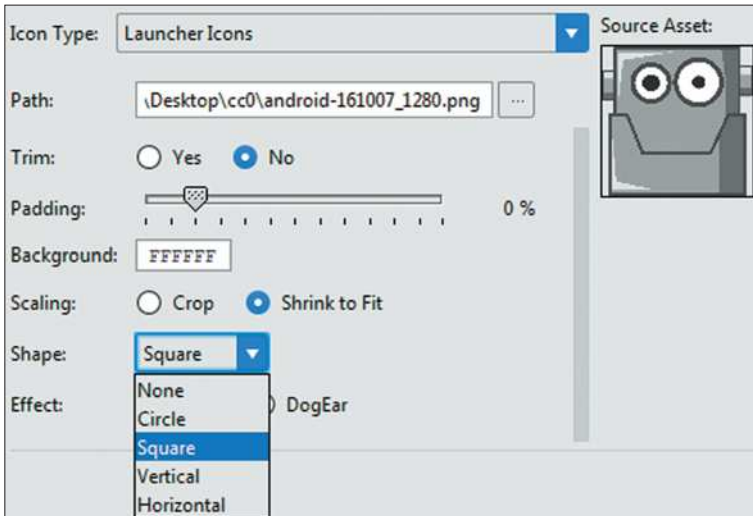 Icon Type: Launcher Icons
Source Asset:
Path: \Desktop\cc0\android-161007_1280.png ...
Trim: Yes No
Padding: 0 %
Background: FFFFFF
Scaling: Crop Shrink to Fit
Shape: Square
Effect: DogEar
None
Circle
Square
Vertical
Horizontal